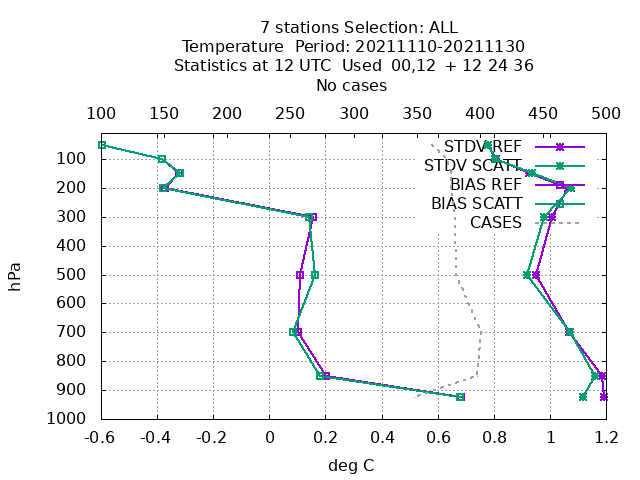 7 stations Selection: ALL
Temperature  Period: 20211110-20211130
Statistics at 12 UTC  Used  00,12  + 12 24 36
No cases
100 150 200 250 300 350 400 450 500
STDV REF
STDV SCATT
BIAS REF
BIAS SCATT
CASES
100
200
300
400
500
600
700
800
900
1000
hPa
-0.6 -0.4 -0.2 0 0.2 0.4 0.6 0.8 1 1.2
deg C